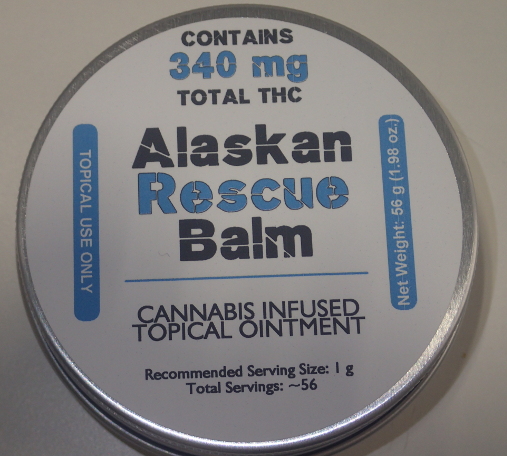 CONTAINS
340 mg
TOTAL THC
Alaskan
Rescue
Balm
TOPICAL USE ONLY
Net Weight: 56 g (1.98 oz.)
CANNABIS INFUSED
TOPICAL OINTMENT
Recommended Serving Size: 1 g
Total Servings: ~56